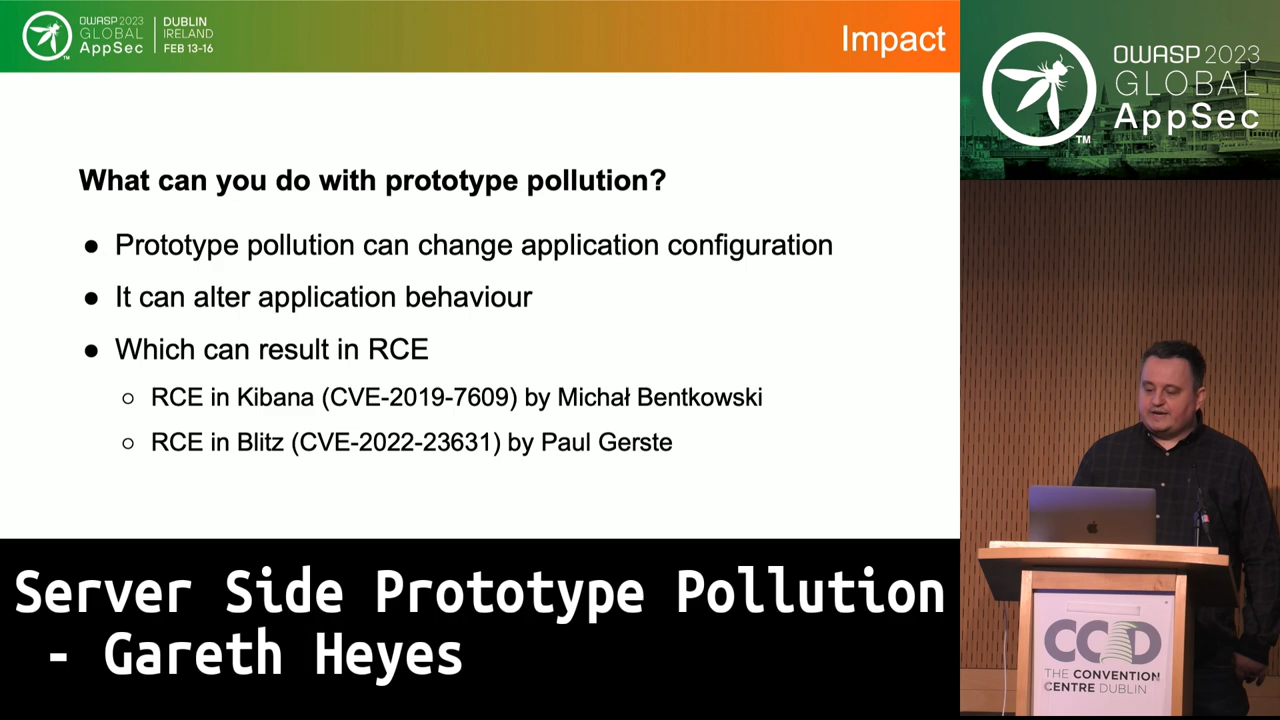 OWASP 2023
GLOBAL
AppSec
DUBLIN
IRELAND
FEB 13-16
TM
Impact
OWASP 2023
GLOBAL
AppSec
TM
What can you do with prototype pollution?
● Prototype pollution can change application configuration
● It can alter application behaviour
● Which can result in RCE
○ RCE in Kibana (CVE-2019-7609) by Michał Bentkowski
○ RCE in Blitz (CVE-2022-23631) by Paul Gerste
Server Side Prototype Pollution
- Gareth Heyes
CCD
THE CONVENTION
CENTRE DUBLIN